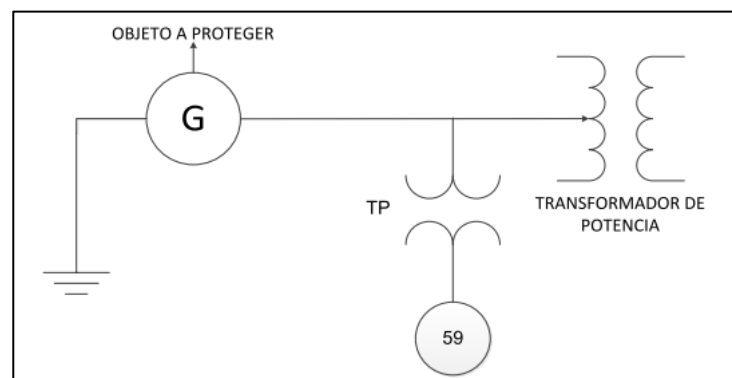 OBJETO A PROTEGER
G
TP
TRANSFORMADOR DE
POTENCIA
59